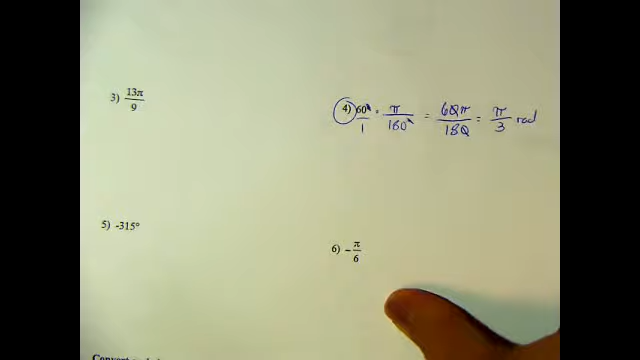 3) 13π/9
4) 60°/1 · π/180° = 60π/180 = π/3 rad
5) -315°
6) -π/6